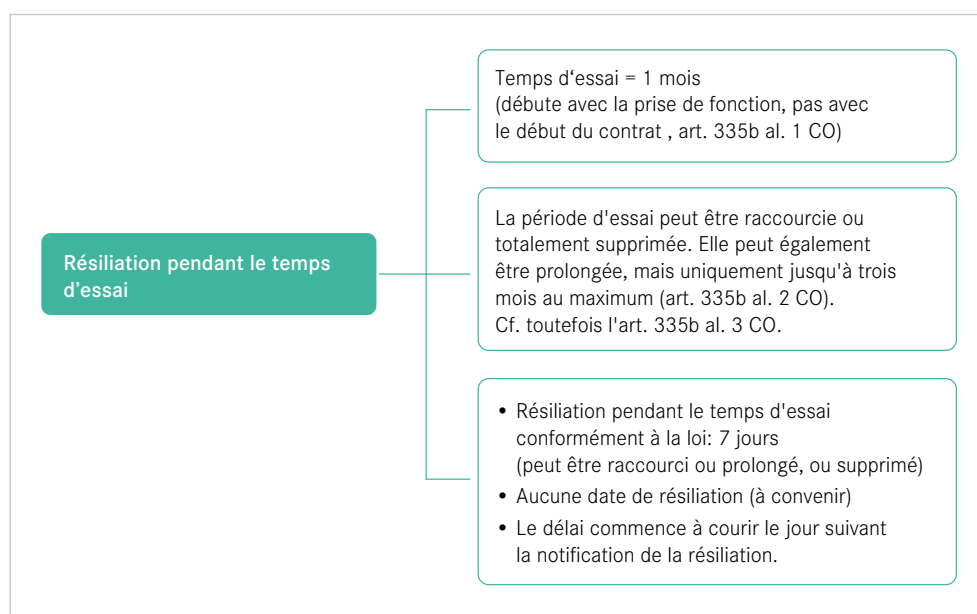 Temps d‘essai = 1 mois
(débute avec la prise de fonction, pas avec
le début du contrat , art. 335b al. 1 CO)
Résiliation pendant le temps
d’essai
La période d'essai peut être raccourcie ou
totalement supprimée. Elle peut également
être prolongée, mais uniquement jusqu'à trois
mois au maximum (art. 335b al. 2 CO).
Cf. toutefois l'art. 335b al. 3 CO.
• Résiliation pendant le temps d'essai
conformément à la loi: 7 jours
(peut être raccourci ou prolongé, ou supprimé)
• Aucune date de résiliation (à convenir)
• Le délai commence à courir le jour suivant
la notification de la résiliation.